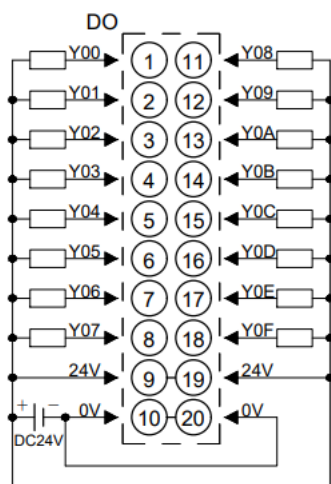 DO
Y00 1 11 Y08
Y01 2 12 Y09
Y02 3 13 Y0A
Y03 4 14 Y0B
Y04 5 15 Y0C
Y05 6 16 Y0D
Y06 7 17 Y0E
Y07 8 18 Y0F
24V 9 19 24V
+ − 0V 10 20 0V
DC24V